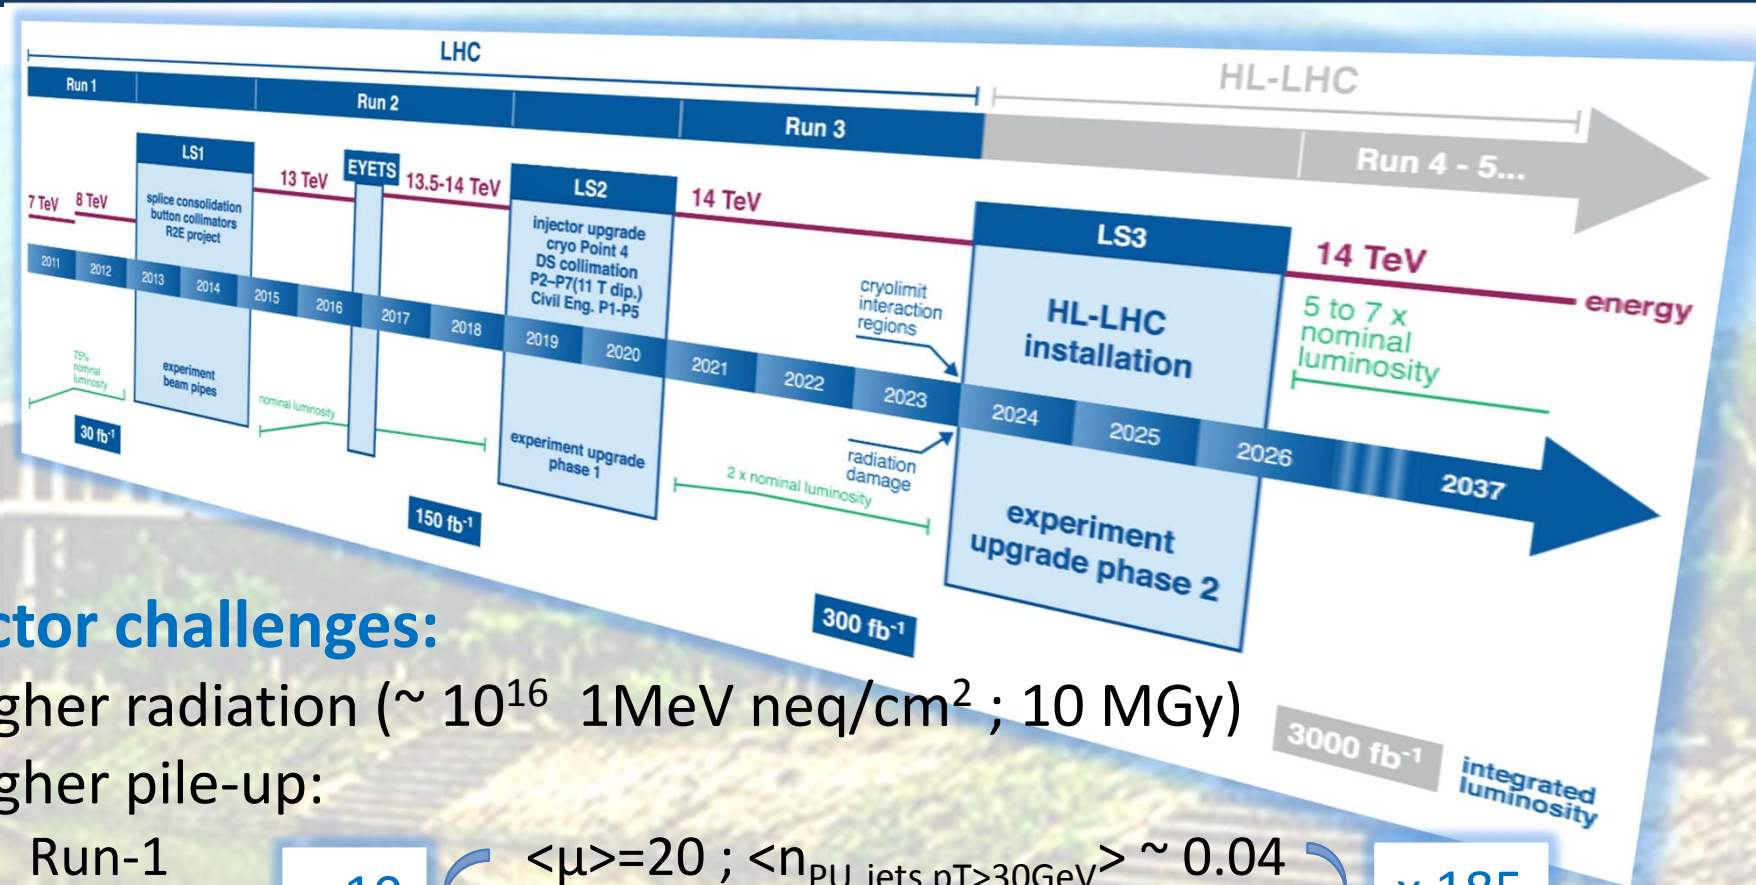 LHC
HL-LHC
Run 1
Run 2
Run 3
Run 4 - 5...
LS1
splice consolidation
button collimators
R2E project
EYETS
LS2
injector upgrade
cryo Point 4
DS collimation
P2–P7(11 T dip.)
Civil Eng. P1-P5
LS3
HL-LHC
installation
7 TeV
8 TeV
13 TeV
13.5-14 TeV
14 TeV
14 TeV
energy
cryolimit
interaction
regions
5 to 7 x
nominal
luminosity
2011
2012
2013
2014
2015
2016
2017
2018
2019
2020
2021
2022
2023
2024
2025
2026
2037
75%
nominal
luminosity
experiment
beam pipes
nominal luminosity
experiment upgrade
phase 1
2 x nominal luminosity
radiation
damage
experiment
upgrade phase 2
30 fb⁻¹
150 fb⁻¹
300 fb⁻¹
3000 fb⁻¹
integrated
luminosity
ctor challenges:
gher radiation (~ 10¹⁶ 1MeV neq/cm² ; 10 MGy)
gher pile-up:
Run-1
<µ>=20 ; <n PU jets pT>30GeV> ~ 0.04
x 185